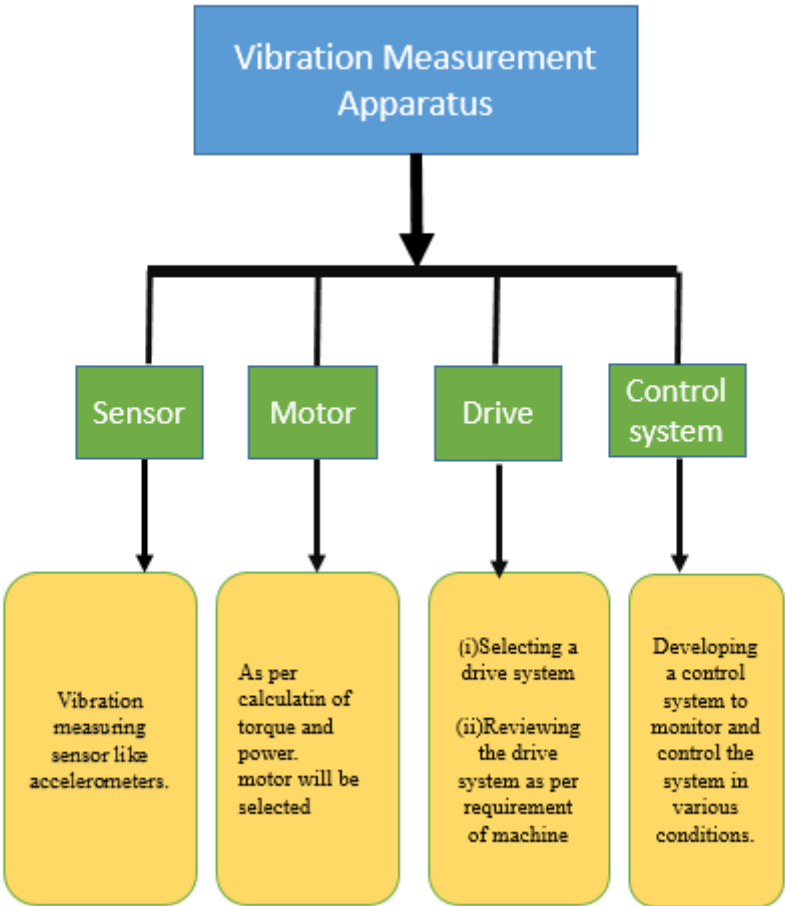 Vibration Measurement
Apparatus
Sensor
Motor
Drive
Control
system
Vibration
measuring
sensor like
accelerometers.
As per
calculatin of
torque and
power.
motor will be
selected
(i)Selecting a
drive system
(ii)Reviewing
the drive
system as per
requirement
of machine
Developing
a control
system to
monitor and
control the
system in
various
conditions.